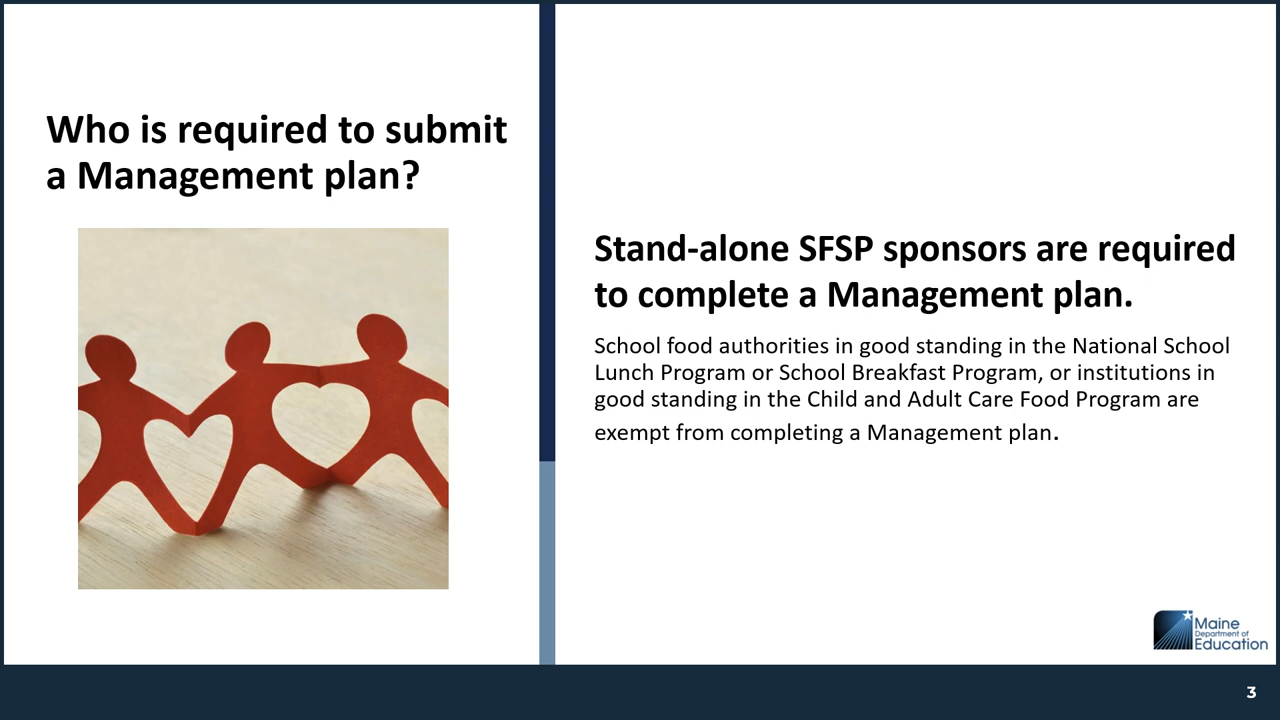 Who is required to submit
a Management plan?
Stand-alone SFSP sponsors are required
to complete a Management plan.
School food authorities in good standing in the National School
Lunch Program or School Breakfast Program, or institutions in
good standing in the Child and Adult Care Food Program are
exempt from completing a Management plan.
Maine
Department of
Education
3